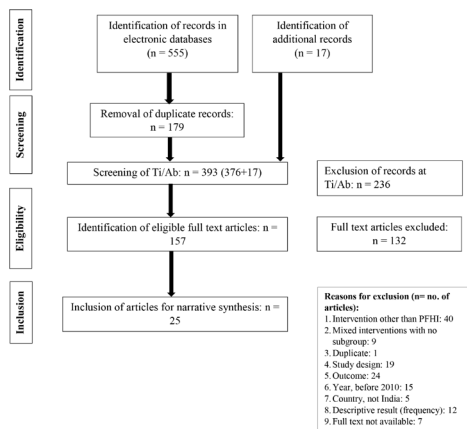 Identification
Identification of records in
electronic databases
(n = 555)
Identification of
additional records
(n = 17)
Screening
Removal of duplicate records:
n = 179
Screening of Ti/Ab: n = 393 (376+17)
Exclusion of records at
Ti/Ab: n = 236
Eligibility
Identification of eligible full text articles: n =
157
Full text articles excluded:
n = 132
Inclusion
Inclusion of articles for narrative synthesis: n =
25
Reasons for exclusion (n= no. of
articles):
1. Intervention other than PFHI: 40
2. Mixed interventions with no
subgroup: 9
3. Duplicate: 1
4. Study design: 19
5. Outcome: 24
6. Year, before 2010: 15
7. Country, not India: 5
8. Descriptive result (frequency): 12
9. Full text not available: 7